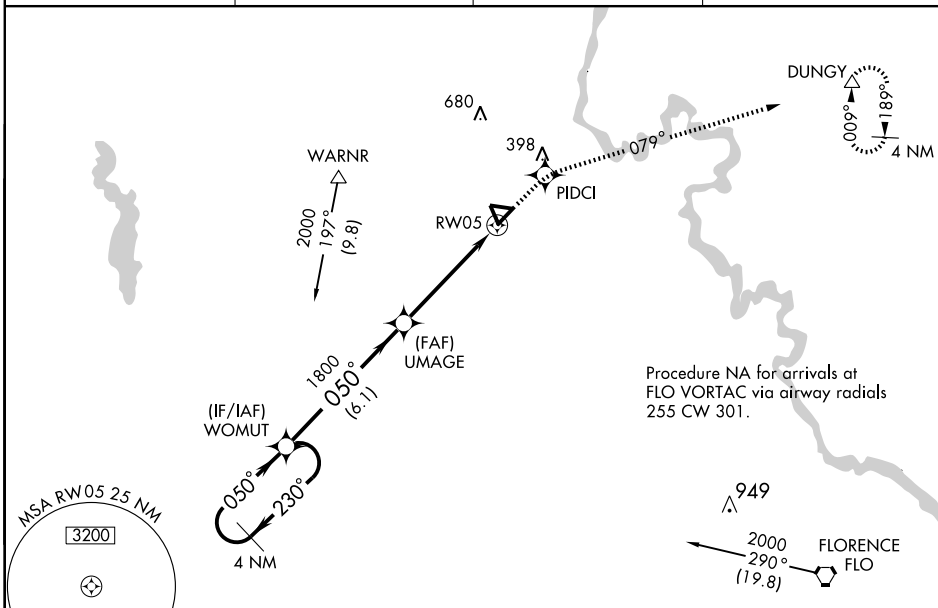 DUNGY
009°
189°
4 NM
680
398
079°
PIDCI
WARNR
RW05
2000
197°
(9.8)
(FAF)
UMAGE
1800
050°
(6.1)
Procedure NA for arrivals at
FLO VORTAC via airway radials
255 CW 301.
(IF/IAF)
WOMUT
050°
230°
4 NM
MSA RW05 25 NM
3200
949
2000
290°
(19.8)
FLORENCE
FLO